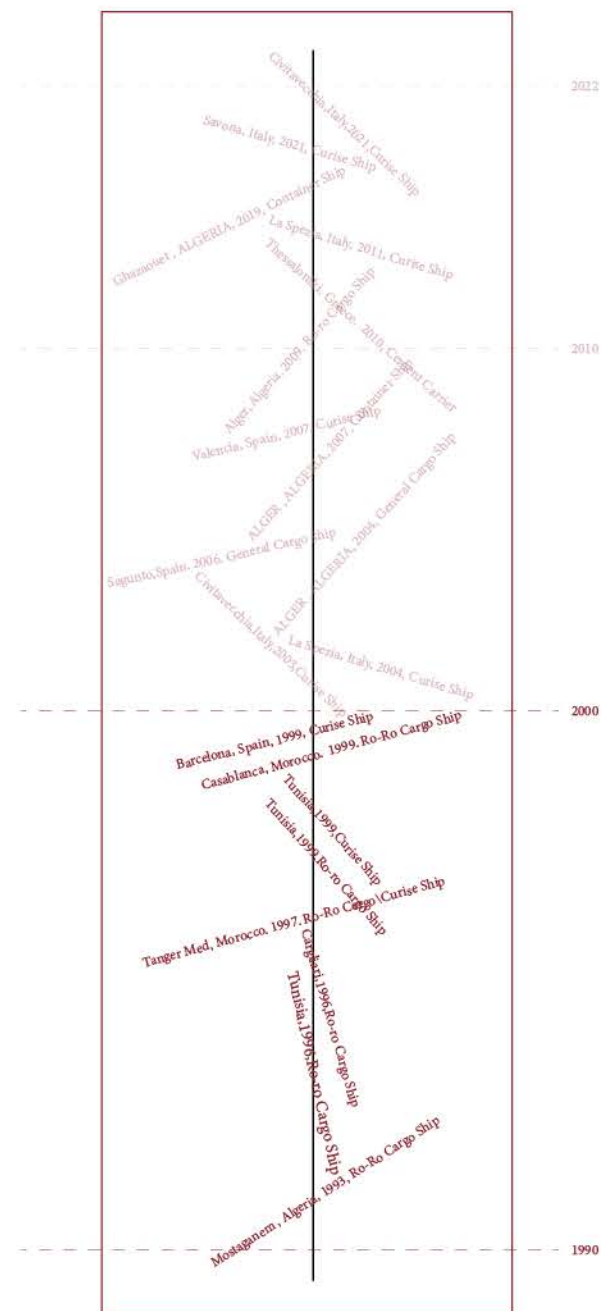 Civitavecchia,Italy,2021,Curise Ship
2022
Savona, Italy, 2021, Curise Ship
Ghazaouet , ALGERIA, 2019, Container Ship
La Spezia, Italy, 2011, Curise Ship
Thessaloniki, Greece, 2010, Cement Carrier
Alger, Algeria. 2009. Ro-ro Cargo Ship
2010
Valencia, Spain, 2007, Curise Ship
ALGER , ALGERIA, 2007, Container Ship
ALGER , ALGERIA, 2004, General Cargo Ship
Sagunto,Spain. 2006. General Cargo Ship
Civitavecchia,Italy,2003,Curise Ship
La Spezia, Italy, 2004, Curise Ship
2000
Barcelona, Spain, 1999, Curise Ship
Casablanca, Morocco. 1999. Ro-Ro Cargo Ship
Tunisia,1999,Curise Ship
Tunisia,1999,Ro-ro Cargo Ship
Tanger Med, Morocco. 1997. Ro-Ro Cargo \Curise Ship
1996,Ro-ro Cargo Ship
Tunisia,1996,Ro-ro Cargo Ship
Mostaganem , Algeria, 1993, Ro-Ro Cargo Ship
1990